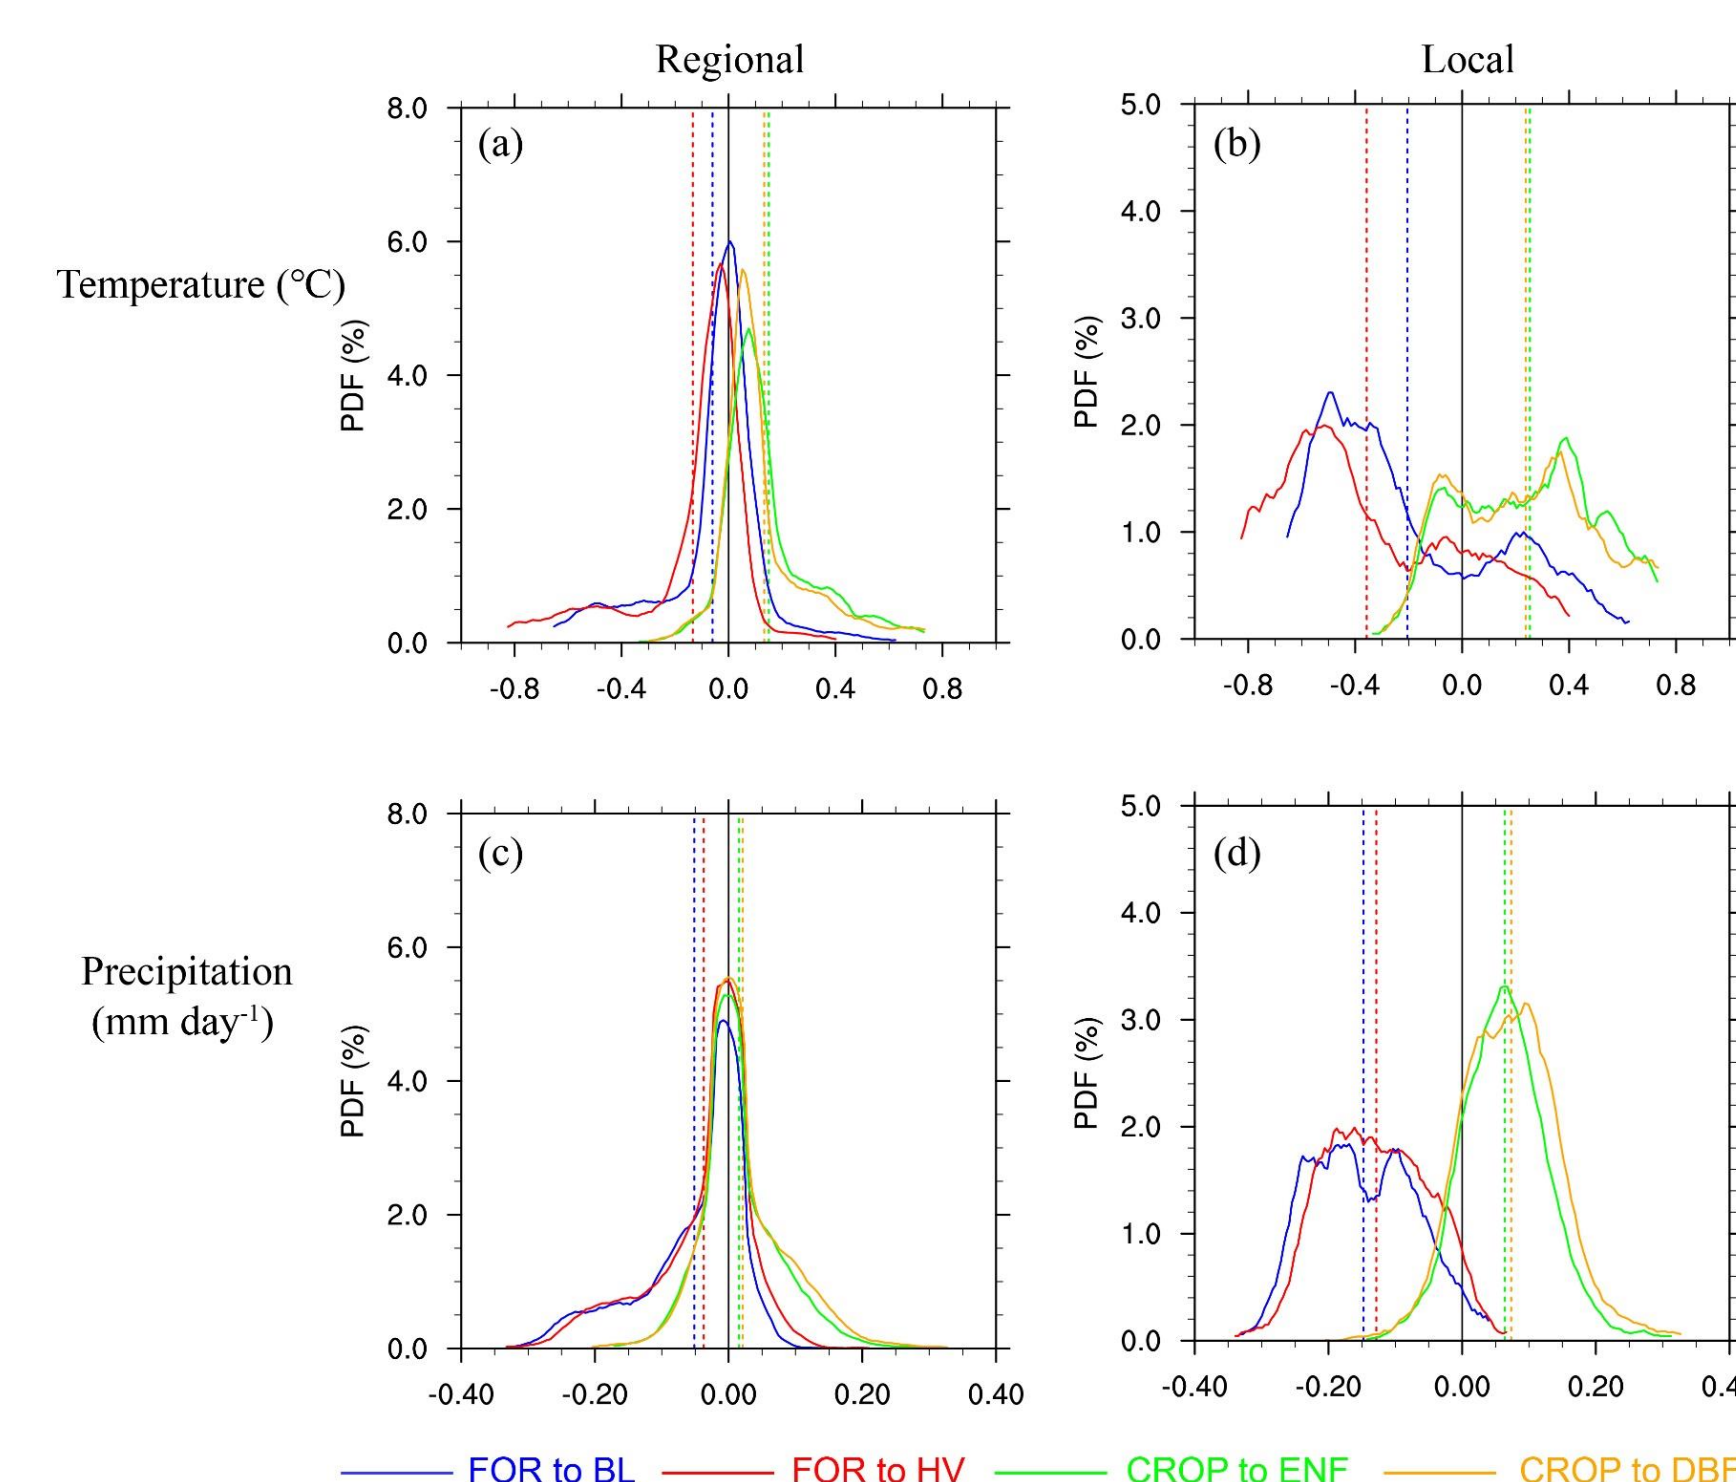 Regional
Local
Temperature (°C)
(a)
PDF (%)
8.0
6.0
4.0
2.0
0.0
-0.8 -0.4 0.0 0.4 0.8
(b)
PDF (%)
5.0
4.0
3.0
2.0
1.0
0.0
-0.8 -0.4 0.0 0.4 0.8
Precipitation
(mm day-1)
(c)
PDF (%)
8.0
6.0
4.0
2.0
0.0
-0.40 -0.20 0.00 0.20 0.40
(d)
PDF (%)
5.0
4.0
3.0
2.0
1.0
0.0
-0.40 -0.20 0.00 0.20
FOR to BL FOR to HV CROP to ENF CROP to